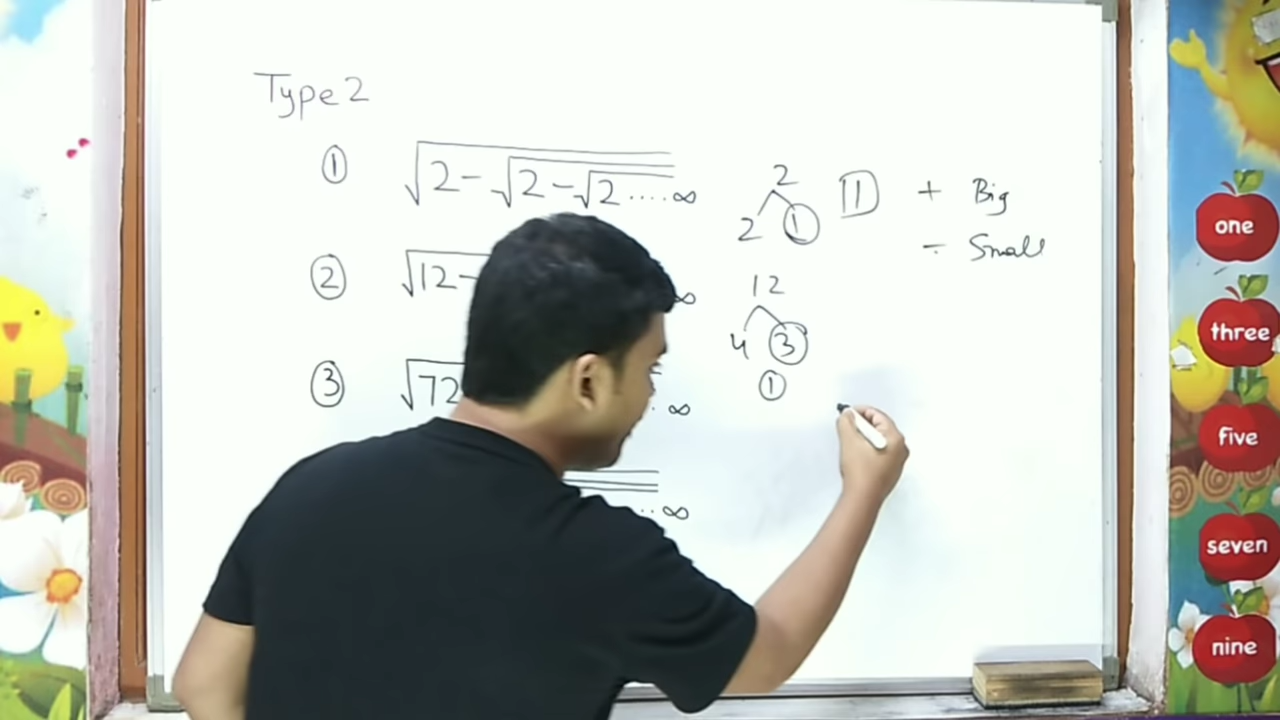 Type 2
① √2-√2-√2....∞
② √12-
∞
③ √72
. ∞
..∞
2
2 ①
1)
+ Big
- Small
12
4 ③
①
one
three
five
seven
nine